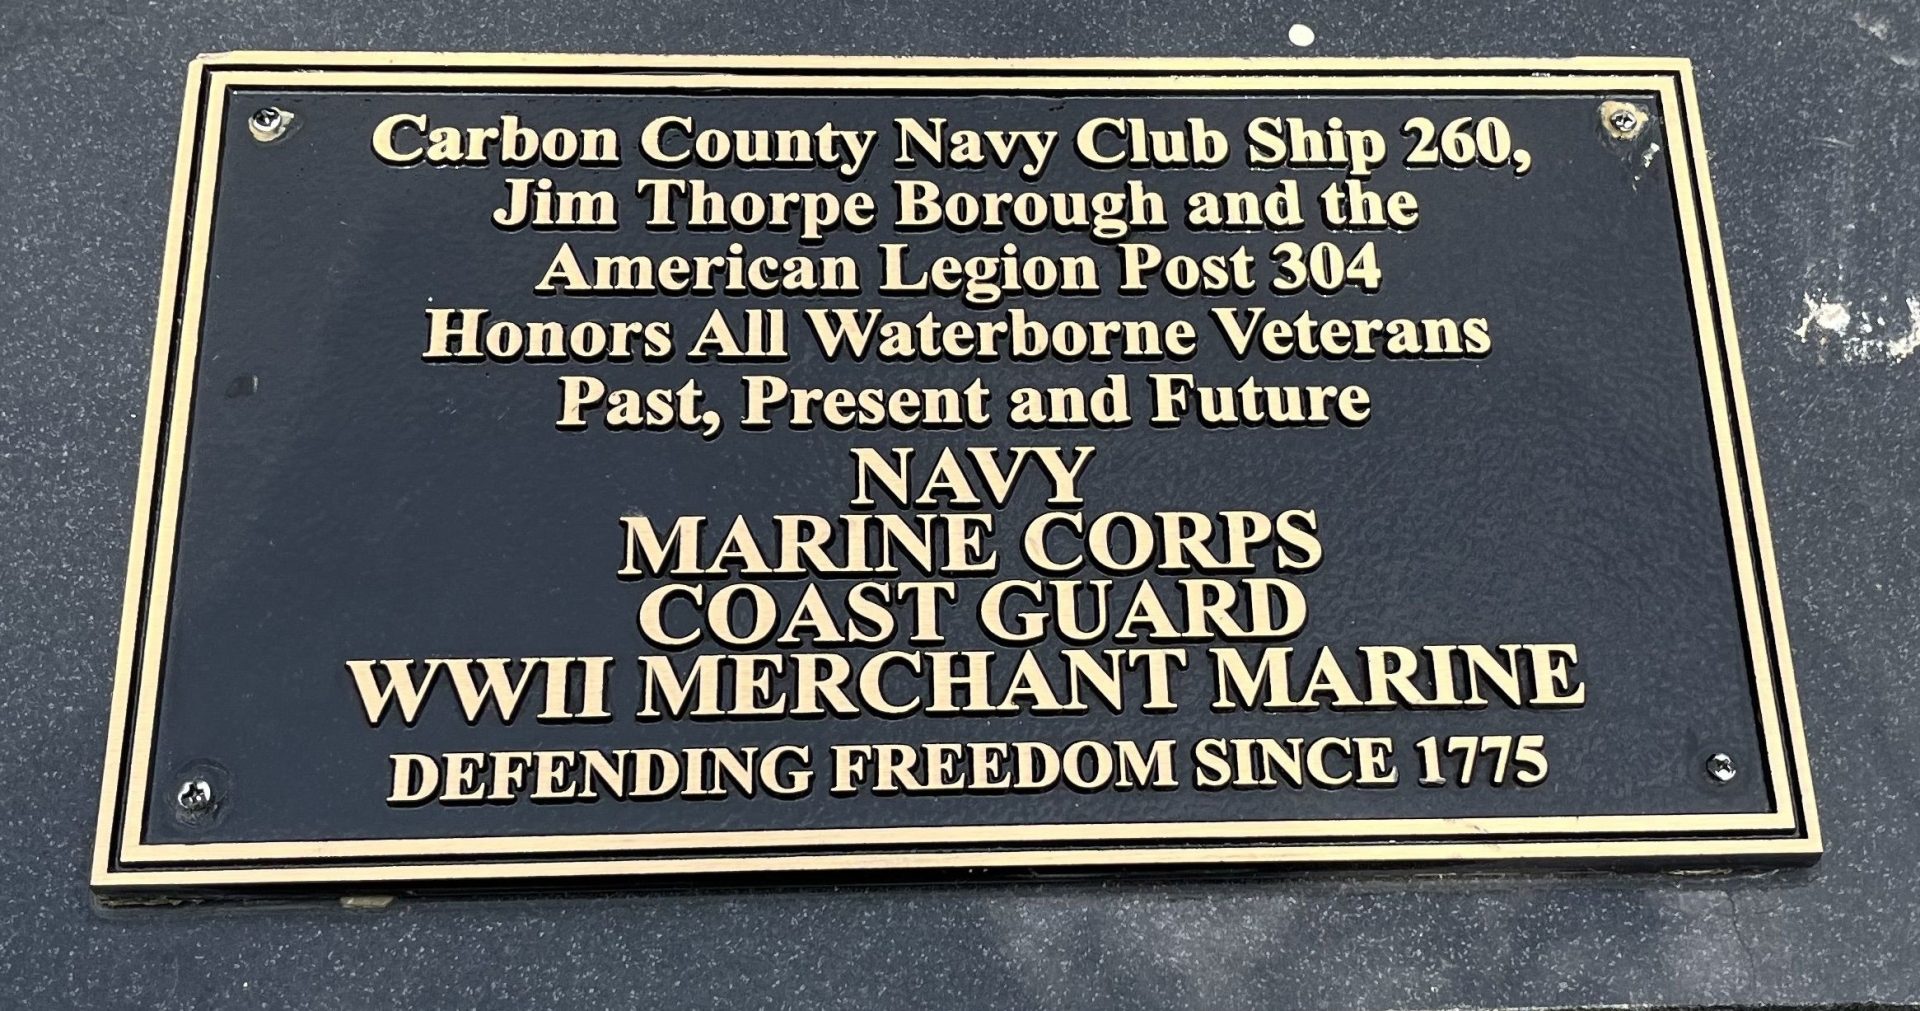 Carbon County Navy Club Ship 260,
Jim Thorpe Borough and the
American Legion Post 304
Honors All Waterborne Veterans
Past, Present and Future
NAVY
MARINE CORPS
COAST GUARD
WWII MERCHANT MARINE
DEFENDING FREEDOM SINCE 1775